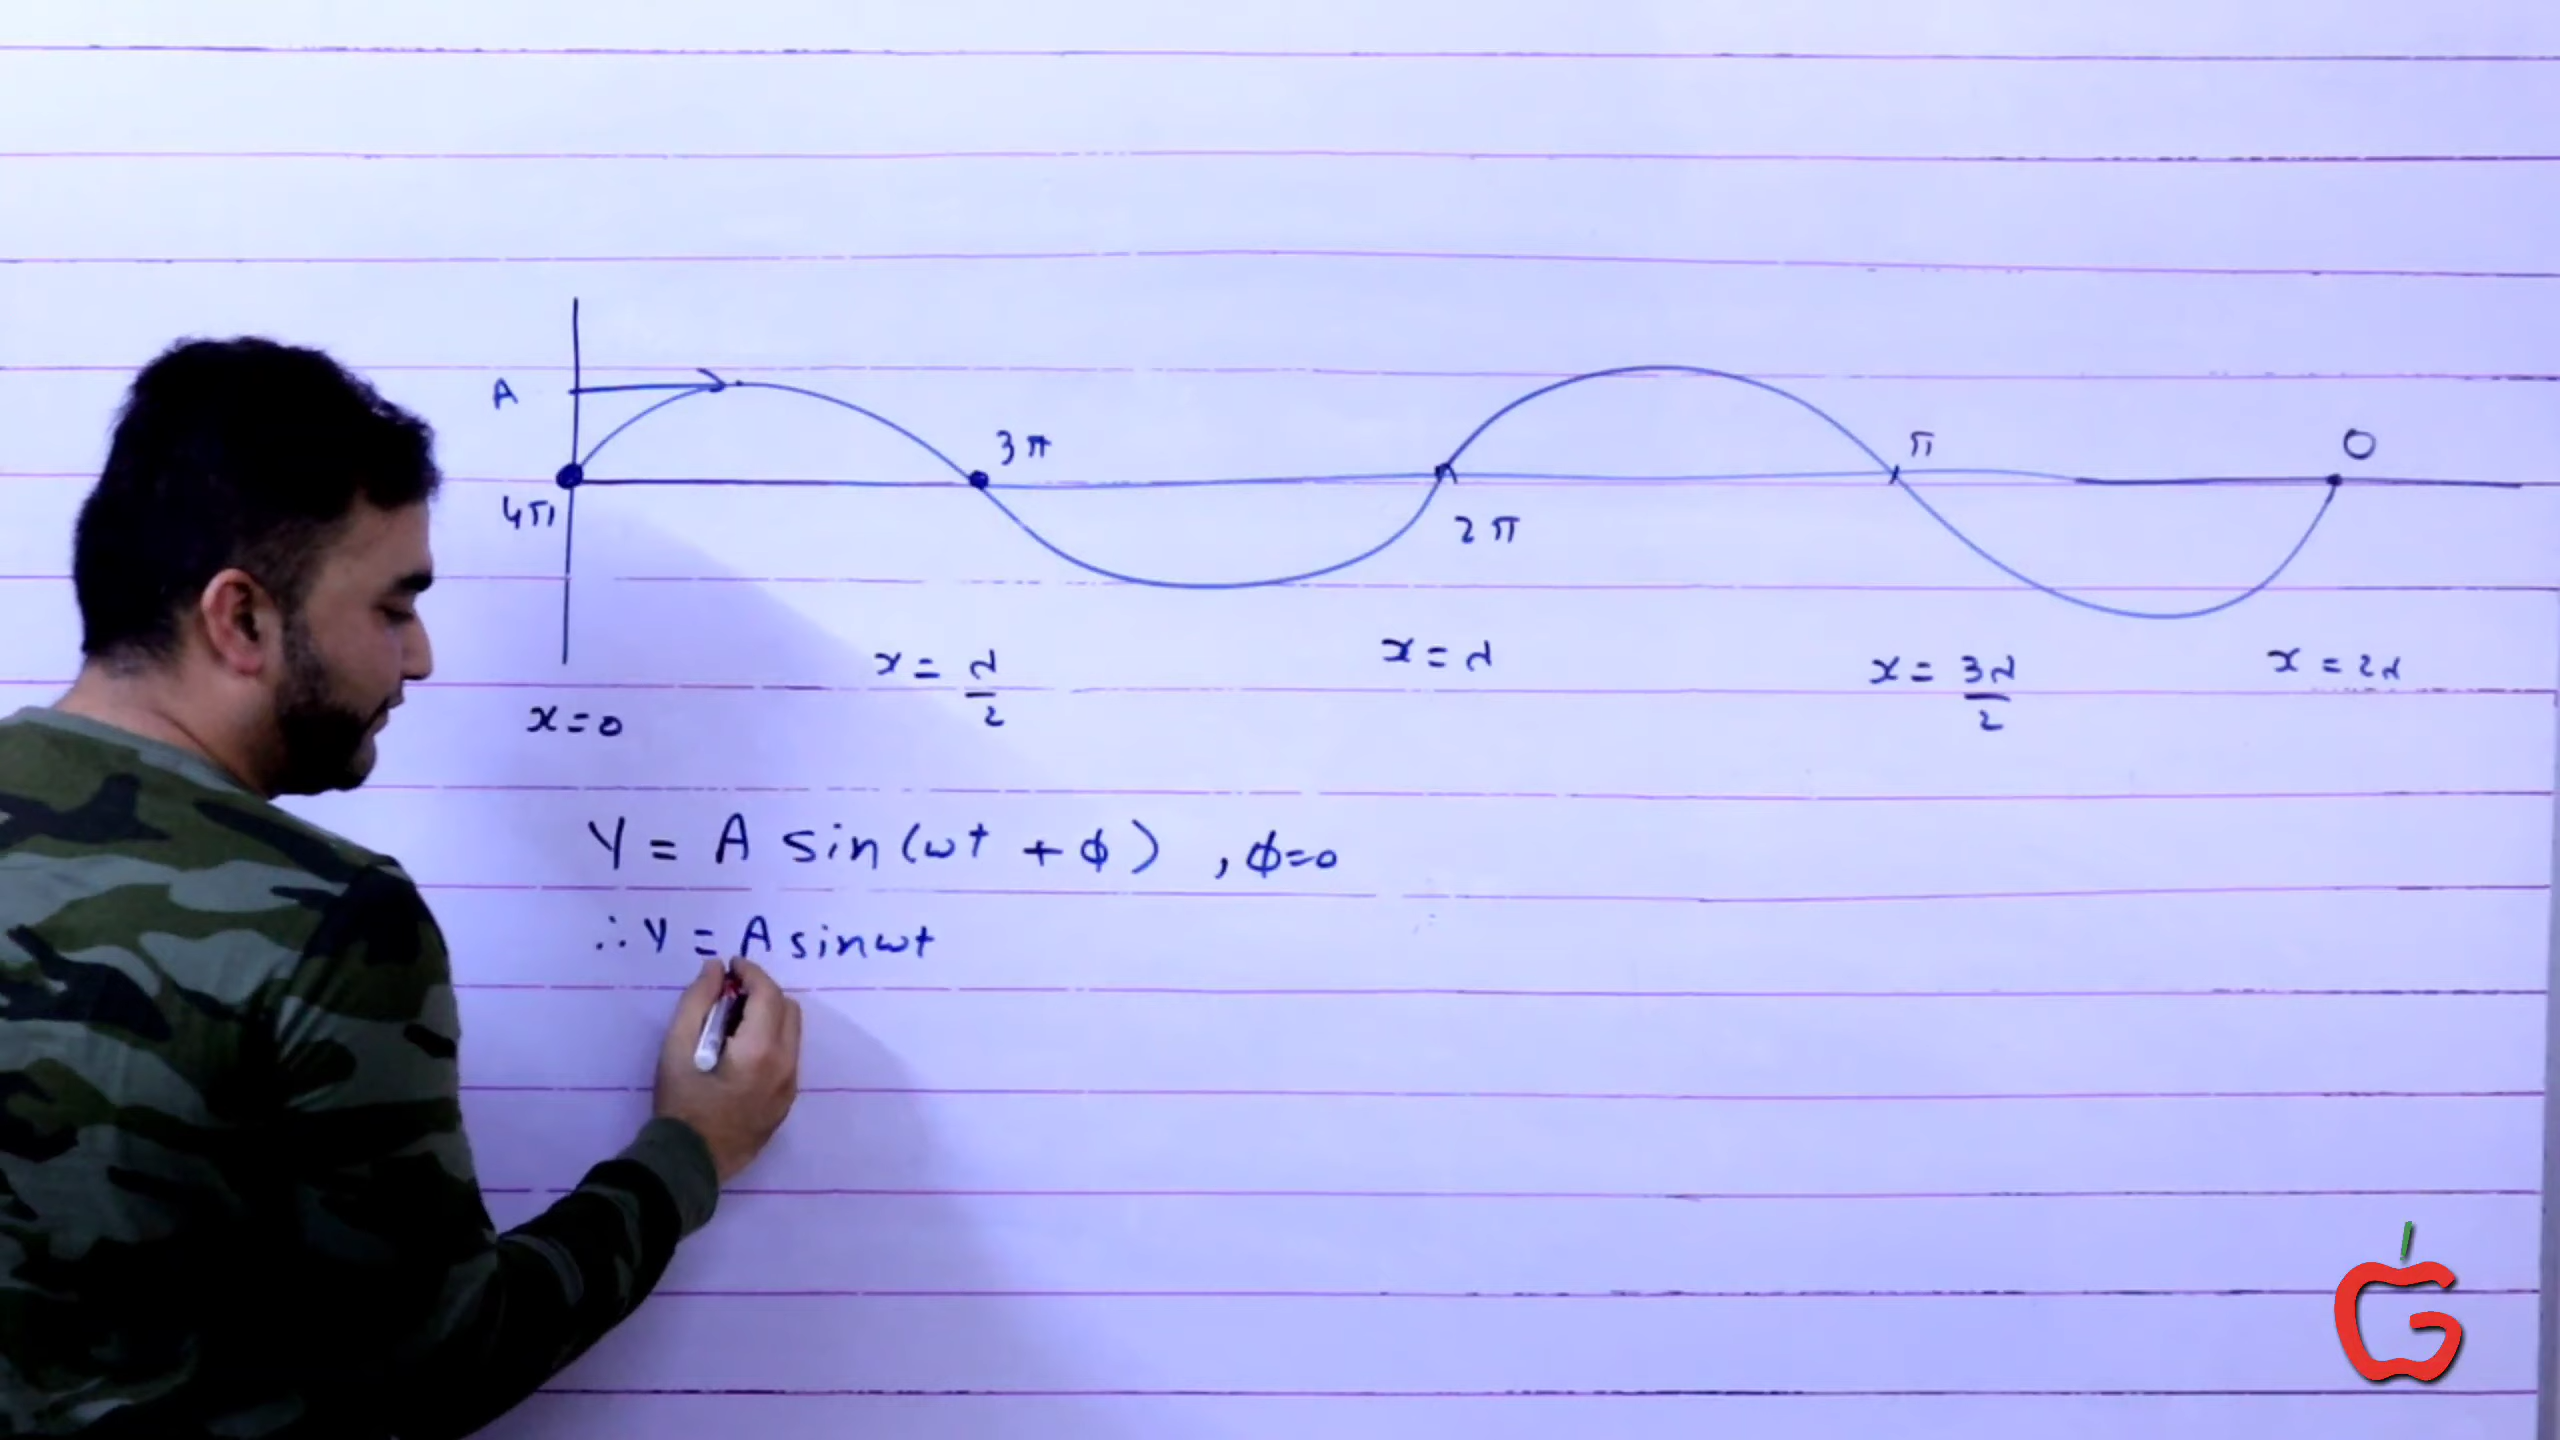 A
3π
π
0
4π
2π
x = λ/2
x = λ
x = 3λ/2
x = 2λ
x = 0
Y = A sin(ωt + ϕ) , ϕ=0
∴ Y = A sinωt
G